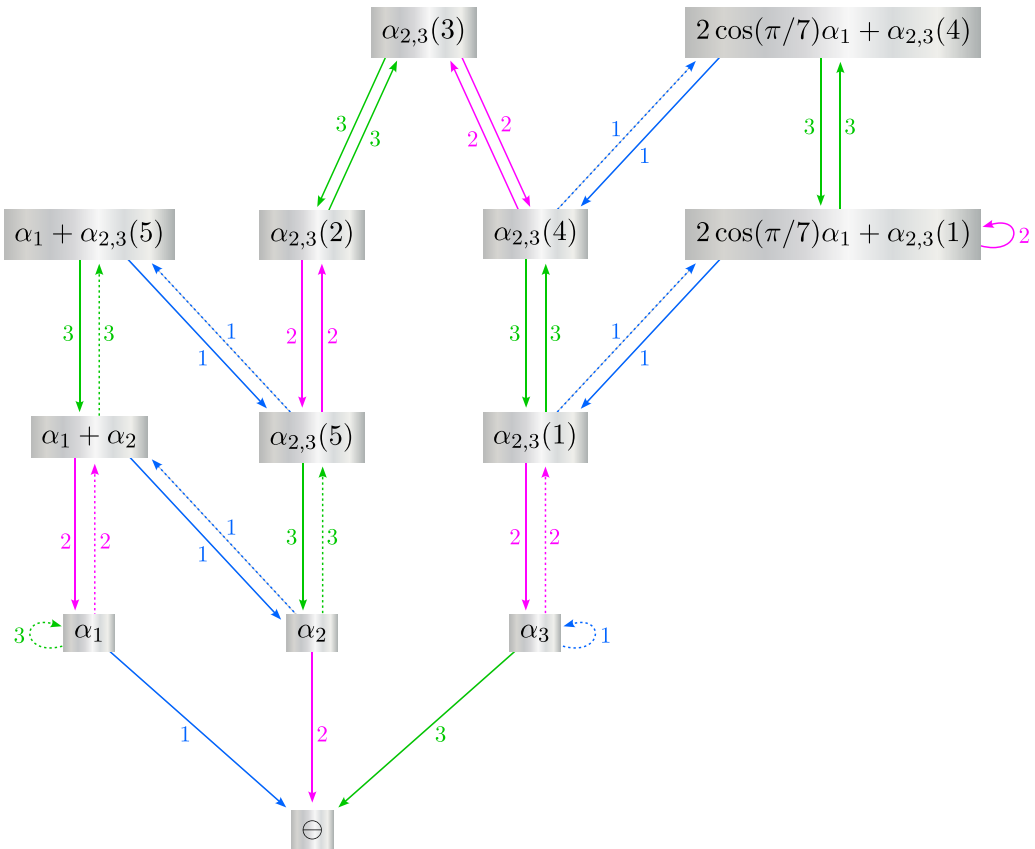 α₂,₃(3)
2 cos(π/7)α₁ + α₂,₃(4)
3
3
2
2
1
1
3
3
α₁ + α₂,₃(5)
α₂,₃(2)
α₂,₃(4)
2 cos(π/7)α₁ + α₂,₃(1)
2
3
3
1
1
2
2
3
3
1
1
α₁ + α₂
α₂,₃(5)
α₂,₃(1)
2
2
1
1
3
3
2
2
3
α₁
α₂
α₃
1
1
2
3
⊖